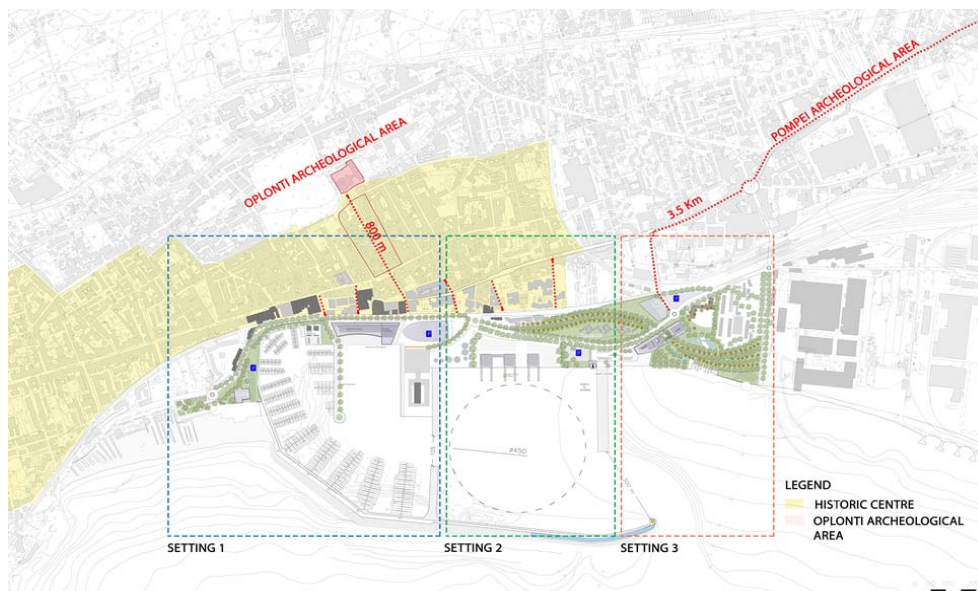 POMPEI ARCHEOLOGICAL AREA
OPLONTI ARCHEOLOGICAL AREA
3.5 Km
800 m
P
P
P
P
ø450
LEGEND
HISTORIC CENTRE
OPLONTI ARCHEOLOGICAL
AREA
SETTING 1
SETTING 2
SETTING 3